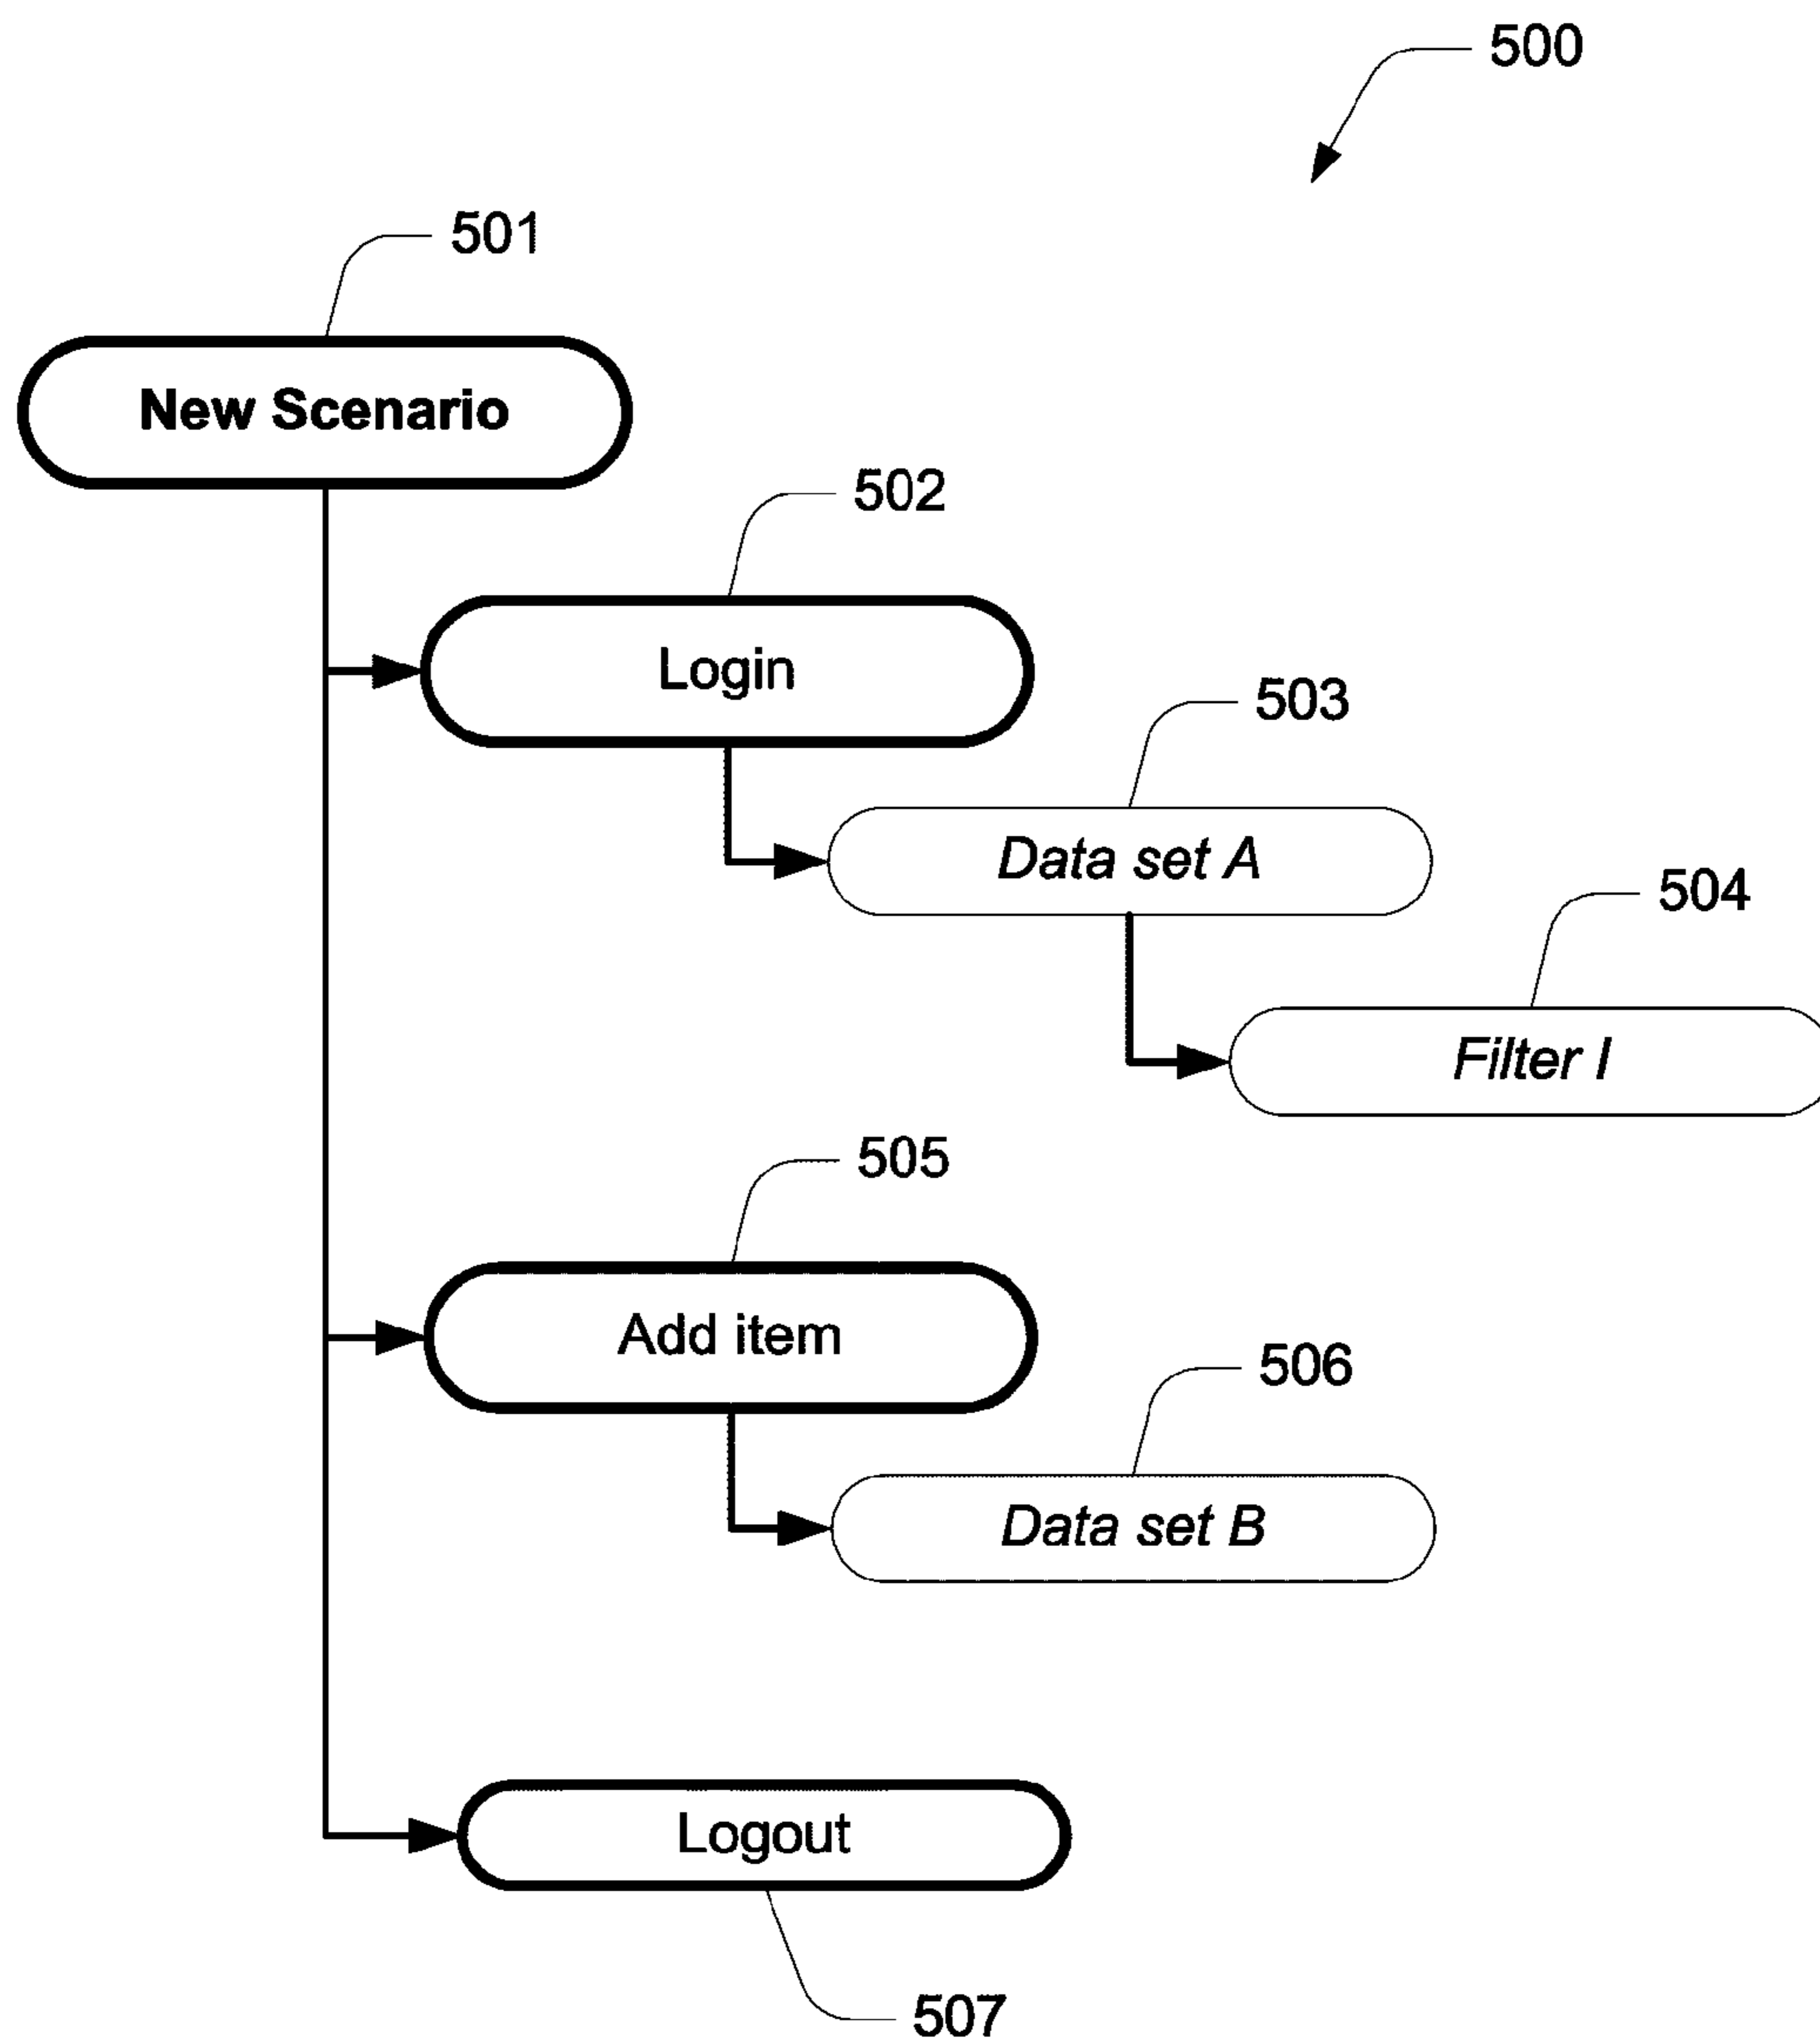 500
501
New Scenario
502
Login
503
Data set A
504
Filter I
505
Add item
506
Data set B
Logout
507